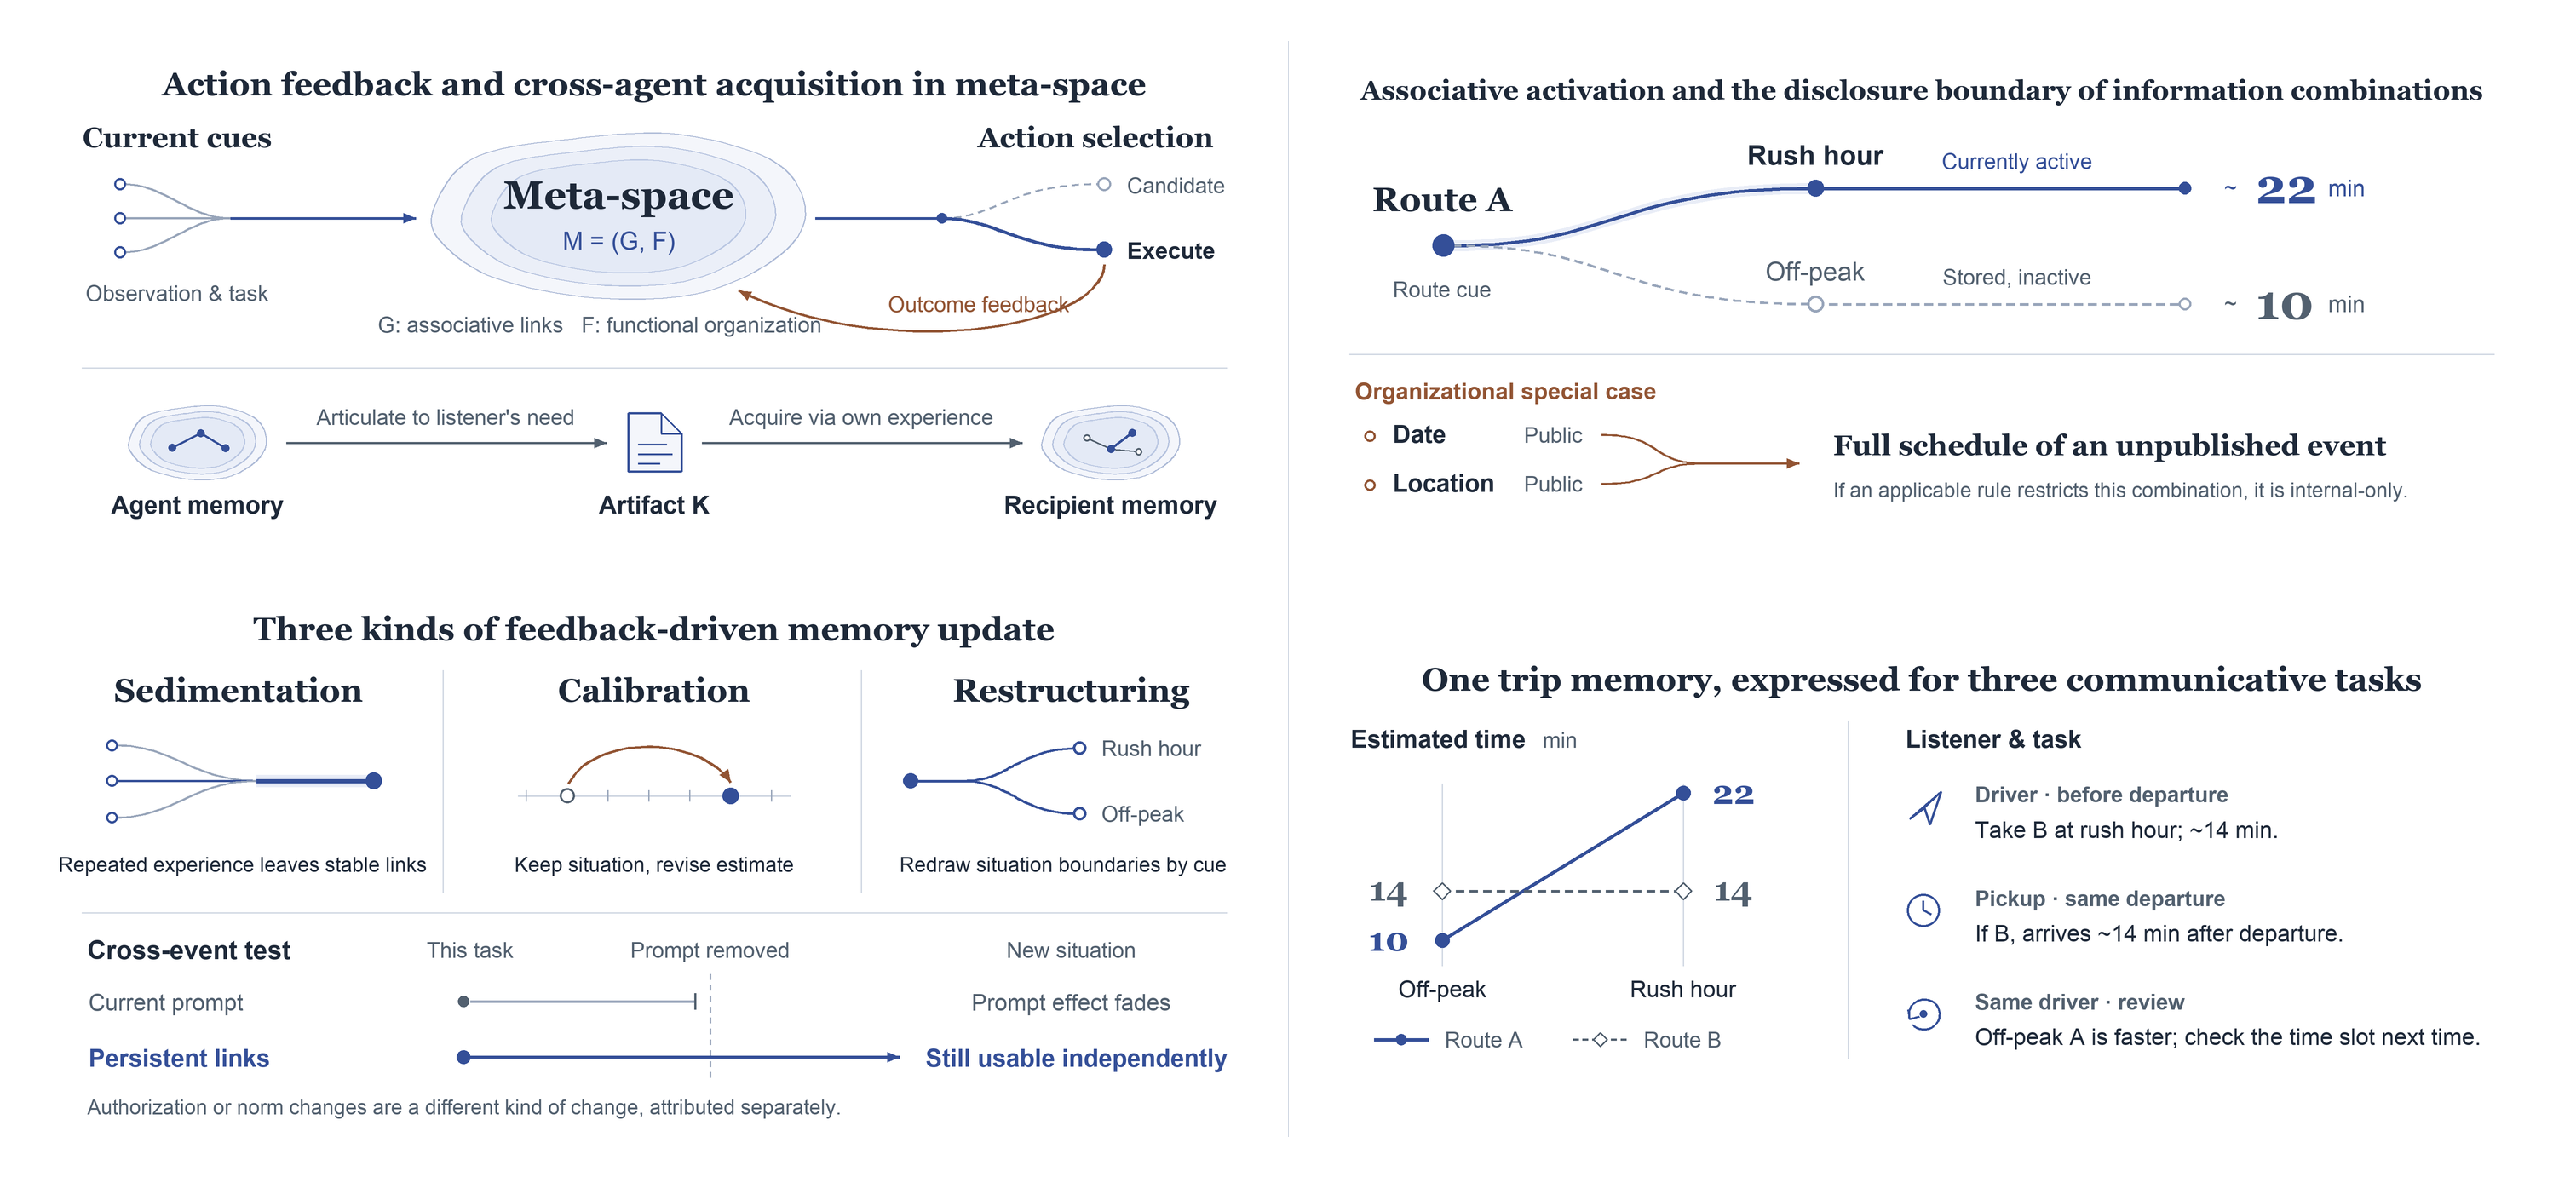 Action feedback and cross-agent acquisition in meta-space
Current cues
Observation & task
Meta-space
M = (G, F)
G: associative links F: functional organization
Action selection
Candidate
Execute
Outcome feedback
Agent memory
Articulate to listener's need
Artifact K
Acquire via own experience
Recipient memory
Associative activation and the disclosure boundary of information combinations
Route A
Route cue
Rush hour
Currently active
~ 22 min
Off-peak
Stored, inactive
~ 10 min
Organizational special case
Date Public
Location Public
Full schedule of an unpublished event
If an applicable rule restricts this combination, it is internal-only.
Three kinds of feedback-driven memory update
Sedimentation
Repeated experience leaves stable links
Calibration
Keep situation, revise estimate
Restructuring
Rush hour
Off-peak
Redraw situation boundaries by cue
Cross-event test
This task
Prompt removed
New situation
Current prompt
Prompt effect fades
Persistent links
Still usable independently
Authorization or norm changes are a different kind of change, attributed separately.
One trip memory, expressed for three communicative tasks
Estimated time min
22
14
14
10
Off-peak
Rush hour
Route A
Route B
Listener & task
Driver · before departure
Take B at rush hour; ~14 min.
Pickup · same departure
If B, arrives ~14 min after departure.
Same driver · review
Off-peak A is faster; check the time slot next time.